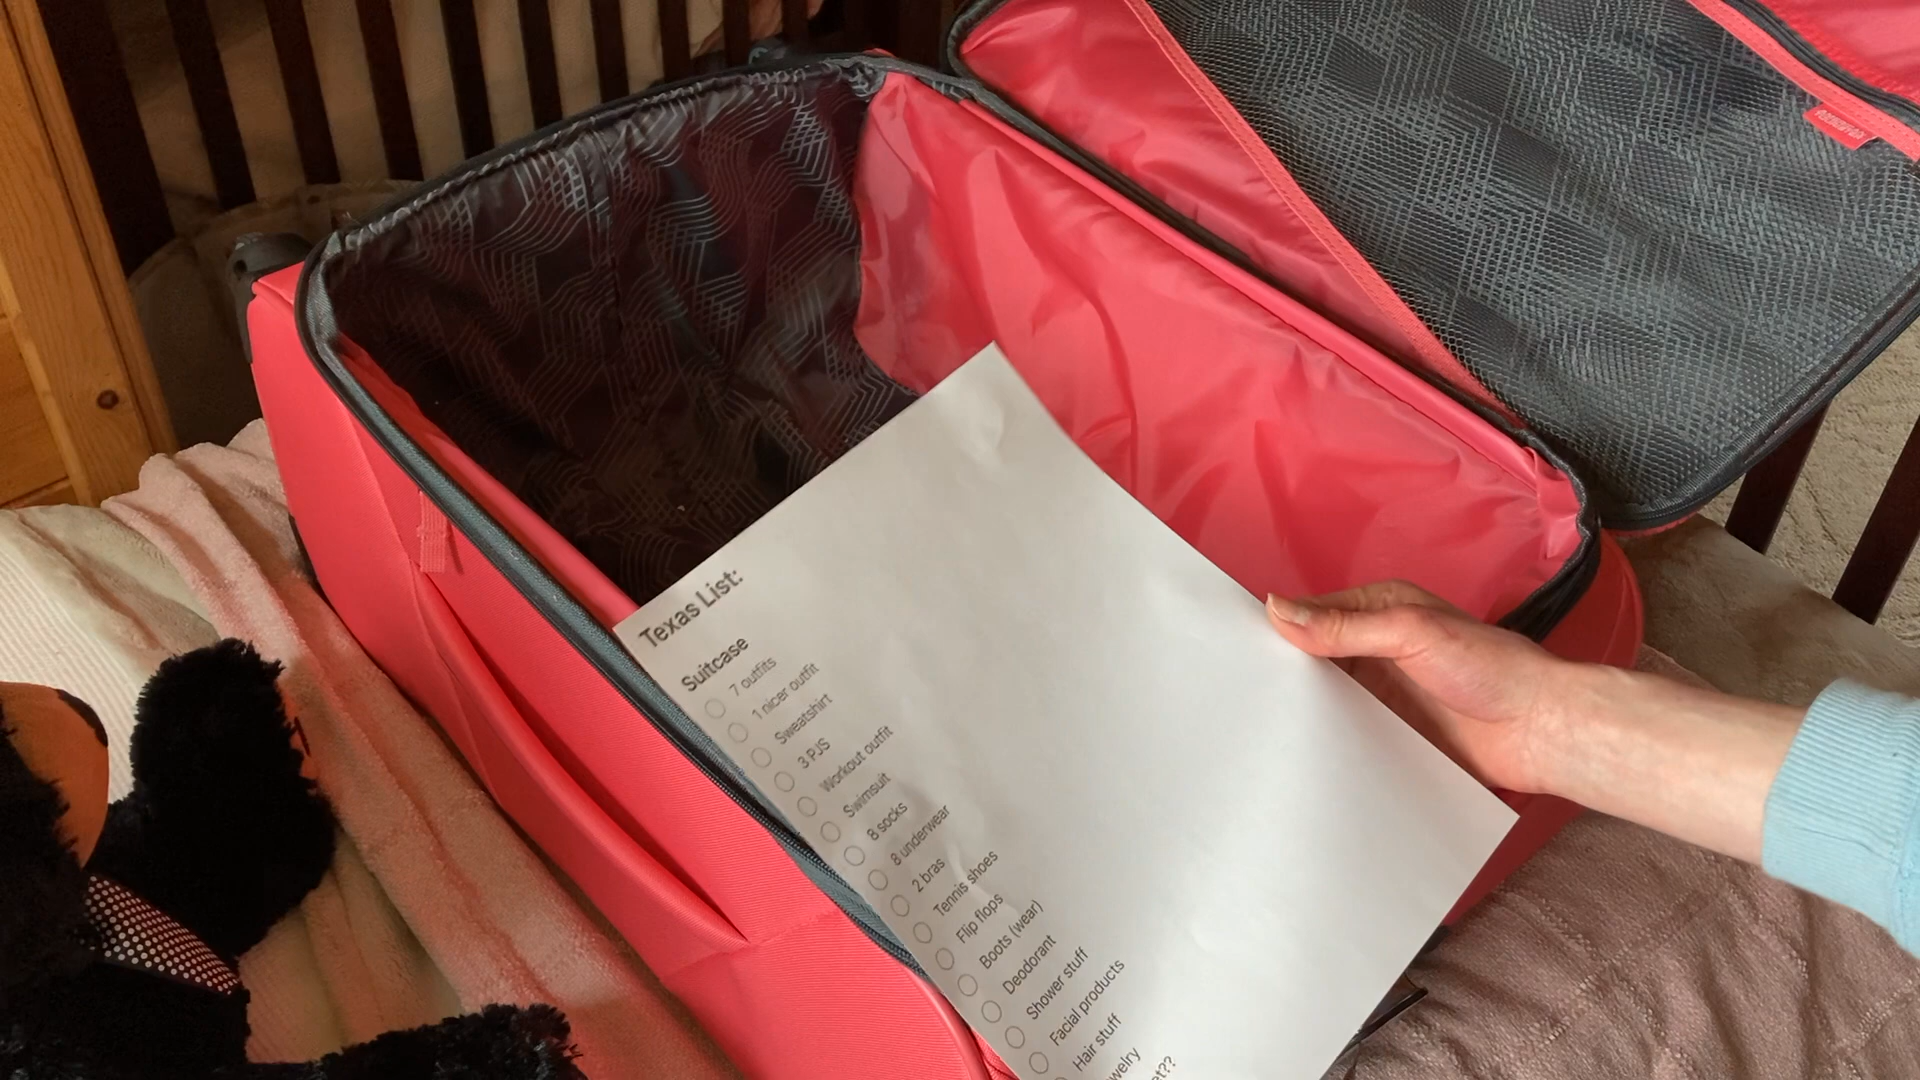 Texas List:
Suitcase
7 outfits
1 nicer outfit
Sweatshirt
3 PJS
Workout outfit
Swimsuit
8 socks
8 underwear
2 bras
Tennis shoes
Flip flops
Boots (wear)
Deodorant
Shower stuff
Facial products
Hair stuff